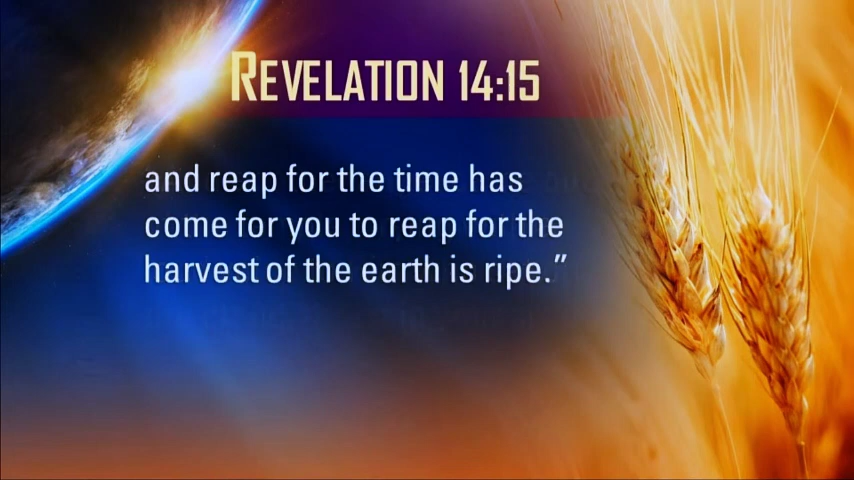 REVELATION 14:15
and reap for the time has
come for you to reap for the
harvest of the earth is ripe.”